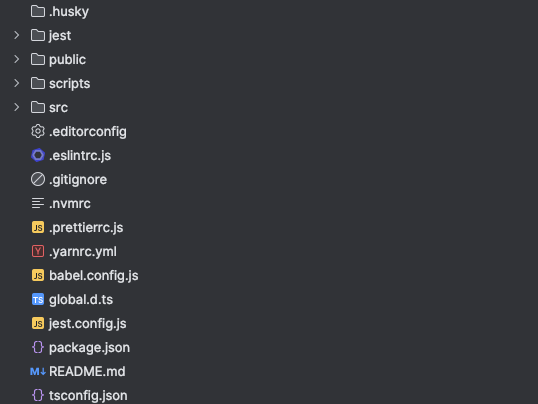 .husky
jest
public
scripts
src
.editorconfig
.eslintrc.js
.gitignore
.nvmrc
JS .prettierrc.js
Y .yarnrc.yml
JS babel.config.js
TS global.d.ts
JS jest.config.js
{} package.json
M↓ README.md
{} tsconfig.json